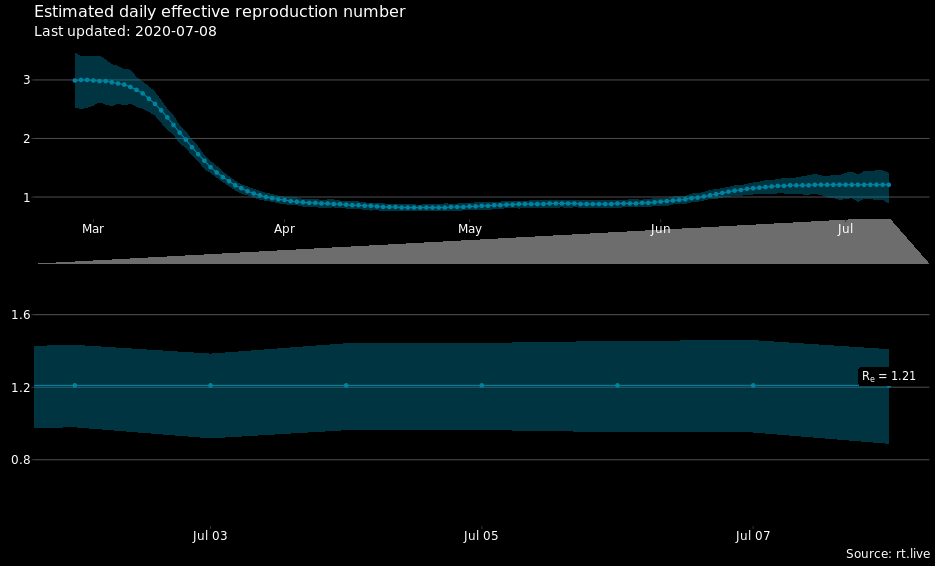 Estimated daily effective reproduction number
Last updated: 2020-07-08
3
2
1
Mar Apr May Jun Jul
1.6
1.2
0.8
Rₑ = 1.21
Jul 03 Jul 05 Jul 07
Source: rt.live